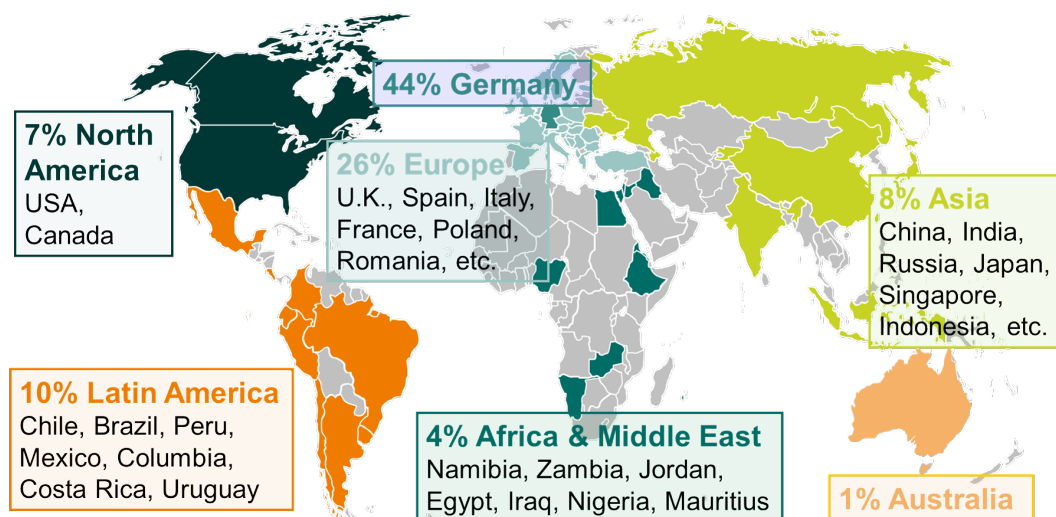 44% Germany
7% North
America
USA,
Canada
26% Europe
U.K., Spain, Italy,
France, Poland,
Romania, etc.
8% Asia
China, India,
Russia, Japan,
Singapore,
Indonesia, etc.
10% Latin America
Chile, Brazil, Peru,
Mexico, Columbia,
Costa Rica, Uruguay
4% Africa & Middle East
Namibia, Zambia, Jordan,
Egypt, Iraq, Nigeria, Mauritius
1% Australia